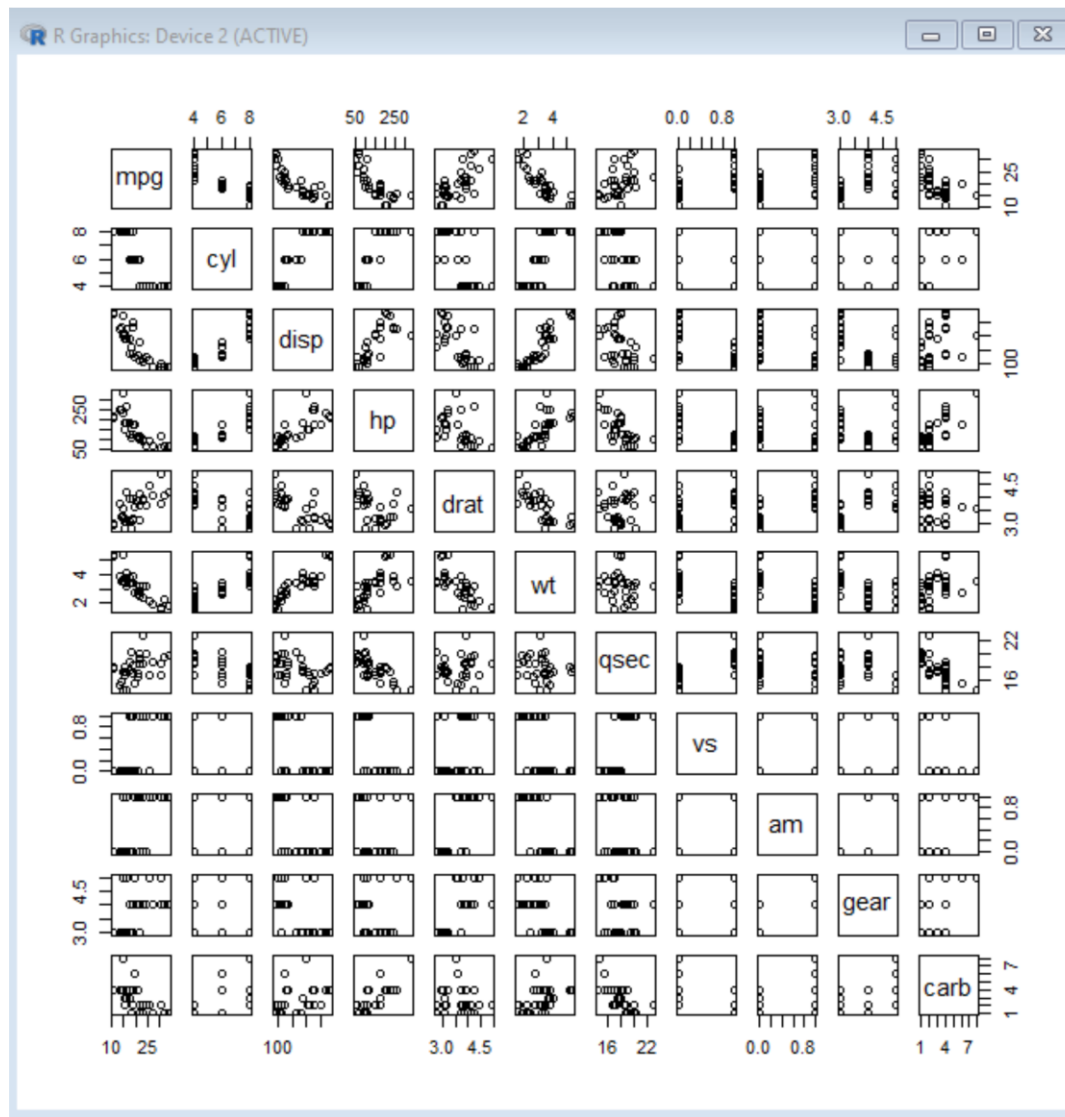 R R Graphics: Device 2 (ACTIVE)
4 6 8 50 250 2 4 0.0 0.8 3.0 4.5
mpg 10 25
8 6 4 cyl
disp 100
250 50 hp
drat 3.0 4.5
4 2 wt
qsec 16 22
0.8 0.0 vs
am 0.0 0.8
4.5 3.0 gear
carb 1 4 7
10 25 100 3.0 4.5 16 22 0.0 0.8 1 4 7